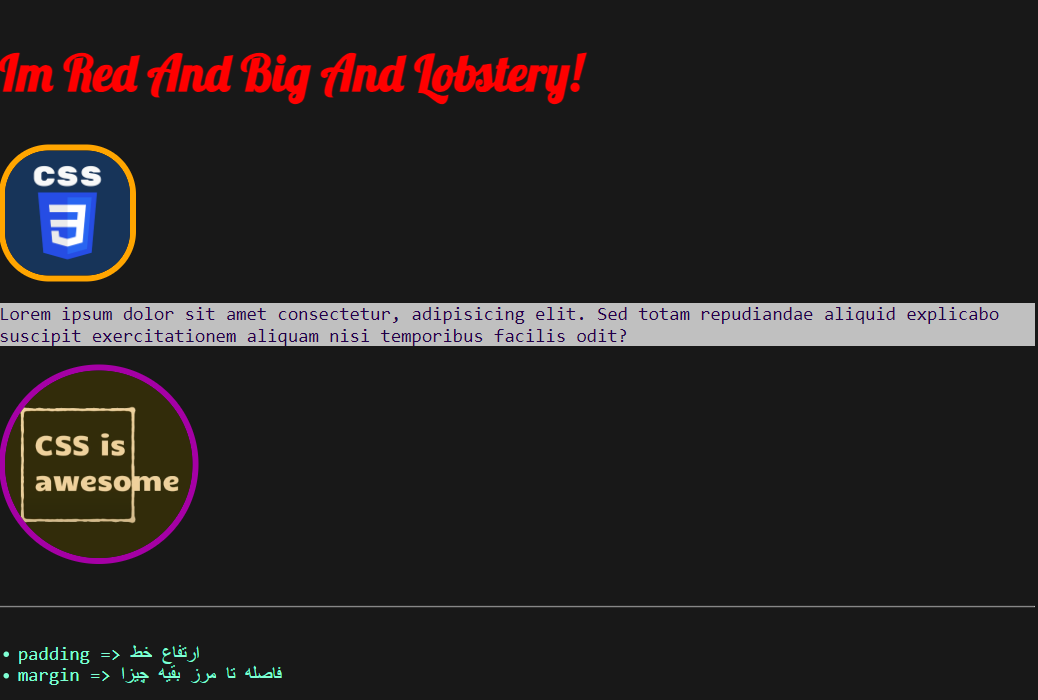 Im Red And Big And Lobstery!
CSS
Lorem ipsum dolor sit amet consectetur, adipisicing elit. Sed totam repudiandae aliquid explicabo
suscipit exercitationem aliquam nisi temporibus facilis odit?
CSS is
awesome
• padding => ارتفاع خط
• margin => فاصله تا مرز بقیه چیزا